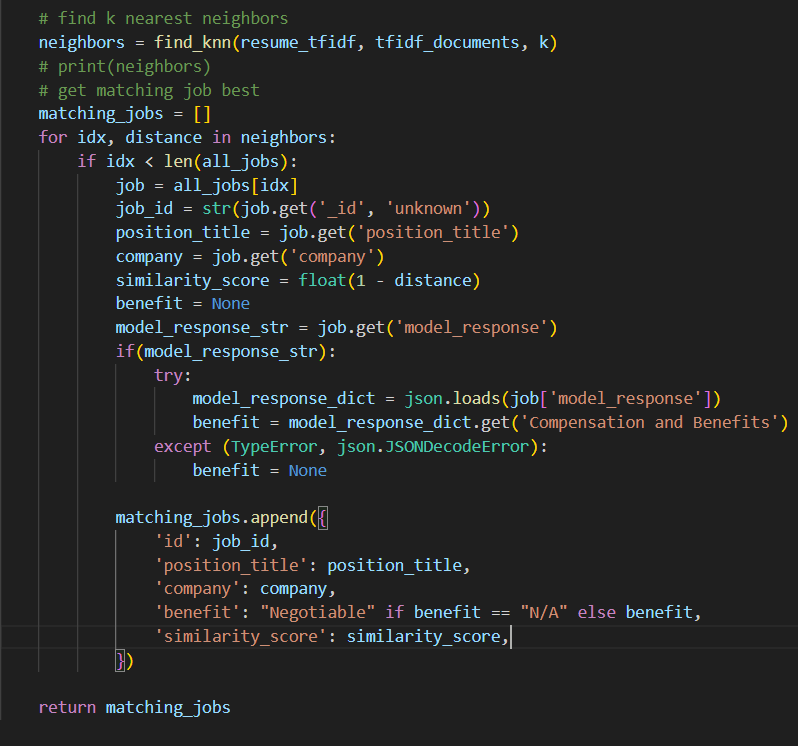 # find k nearest neighbors
neighbors = find_knn(resume_tfidf, tfidf_documents, k)
# print(neighbors)
# get matching job best
matching_jobs = []
for idx, distance in neighbors:
    if idx < len(all_jobs):
        job = all_jobs[idx]
        job_id = str(job.get('_id', 'unknown'))
        position_title = job.get('position_title')
        company = job.get('company')
        similarity_score = float(1 - distance)
        benefit = None
        model_response_str = job.get('model_response')
        if(model_response_str):
            try:
                model_response_dict = json.loads(job['model_response'])
                benefit = model_response_dict.get('Compensation and Benefits')
            except (TypeError, json.JSONDecodeError):
                benefit = None

        matching_jobs.append({
            'id': job_id,
            'position_title': position_title,
            'company': company,
            'benefit': "Negotiable" if benefit == "N/A" else benefit,
            'similarity_score': similarity_score,
        })

return matching_jobs